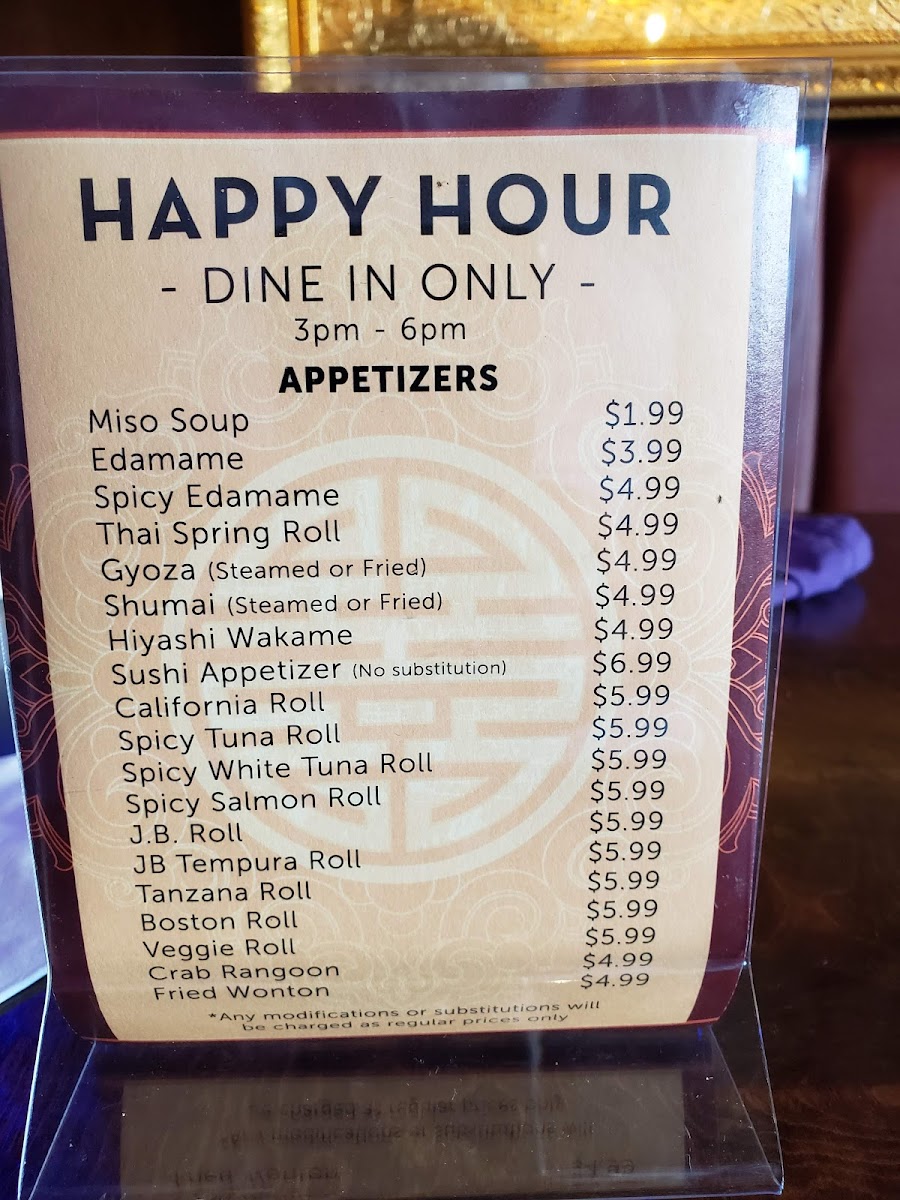 HAPPY HOUR
- DINE IN ONLY -
3pm - 6pm
APPETIZERS
Miso Soup $1.99
Edamame $3.99
Spicy Edamame $4.99
Thai Spring Roll $4.99
Gyoza (Steamed or Fried) $4.99
Shumai (Steamed or Fried) $4.99
Hiyashi Wakame $4.99
Sushi Appetizer (No substitution) $6.99
California Roll $5.99
Spicy Tuna Roll $5.99
Spicy White Tuna Roll $5.99
Spicy Salmon Roll $5.99
J.B. Roll $5.99
JB Tempura Roll $5.99
Tanzana Roll $5.99
Boston Roll $5.99
Veggie Roll $5.99
Crab Rangoon $4.99
Fried Wonton $4.99
*Any modifications or substitutions will
be charged as regular prices only